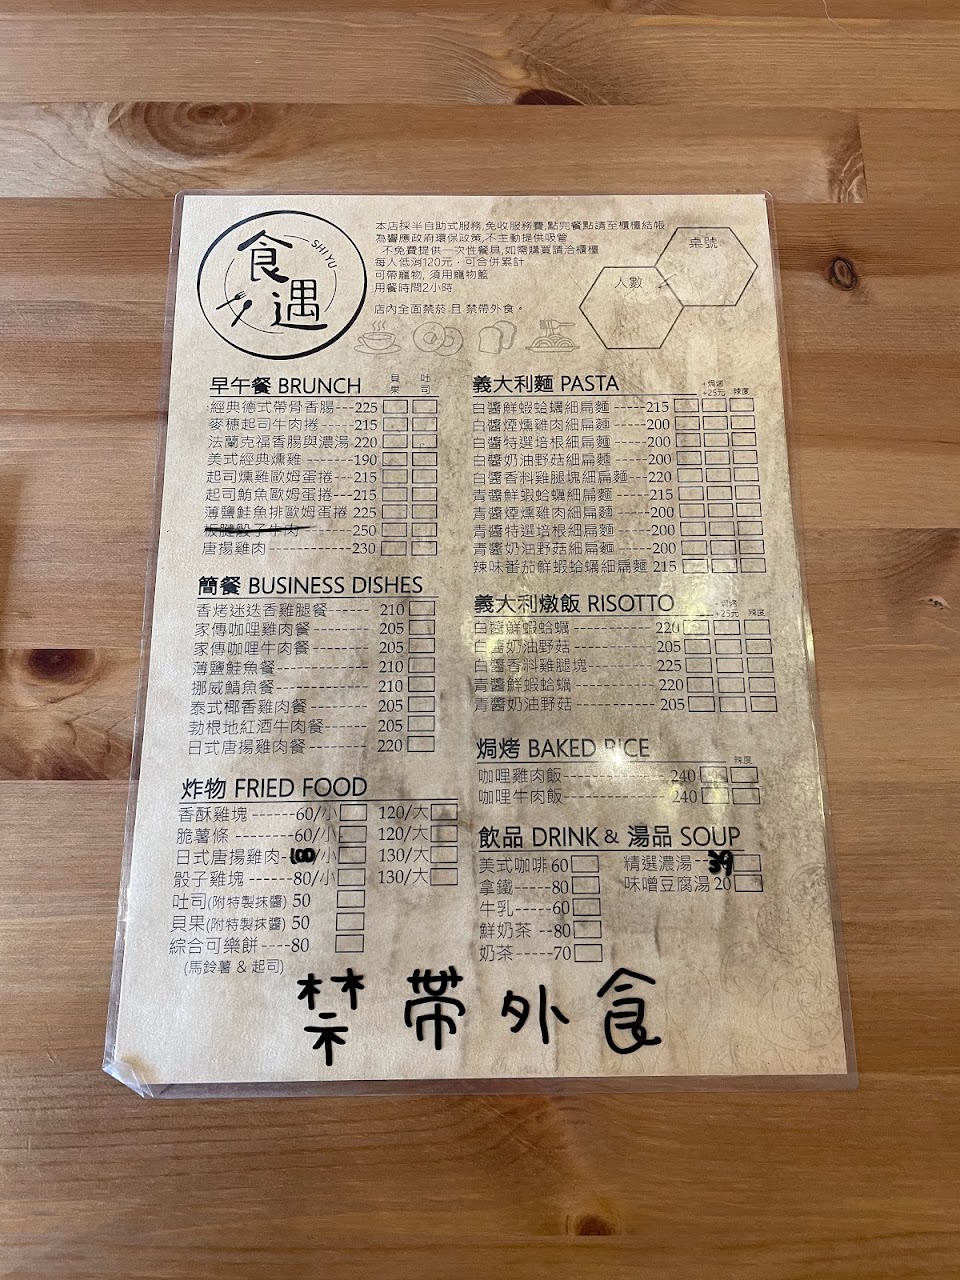 食遇
SHIYU
本店採半自助式服務,免收服務費,點完餐點請至櫃檯結帳
為響應政府環保政策,不主動提供吸管
不免費提供一次性餐具,如需購買請洽櫃檯
每人低消120元,可合併累計
可帶寵物, 須用寵物籃
用餐時間2小時
店內全面禁菸 且 禁帶外食。
桌號
人數
早午餐 BRUNCH 貝果 吐司
經典德式帶骨香腸---225
麥穗起司牛肉捲-----215
法蘭克福香腸與濃湯 220
美式經典燻雞 ------190
起司燻雞歐姆蛋捲---215
起司鮪魚歐姆蛋捲---215
薄鹽鮭魚排歐姆蛋捲 225
板腱骰子牛肉------250
唐揚雞肉----------230
簡餐 BUSINESS DISHES
香烤迷迭香雞腿餐------ 210
家傳咖哩雞肉餐-------- 205
家傳咖哩牛肉餐-------- 205
薄鹽鮭魚餐------------ 210
挪威鯖魚餐------------ 210
泰式椰香雞肉餐-------- 205
勃根地紅酒牛肉餐------ 205
日式唐揚雞肉餐-------- 220
炸物 FRIED FOOD
香酥雞塊 ------60/小 120/大
脆薯條 --------60/小 120/大
日式唐揚雞肉-100/小 130/大
骰子雞塊------80/小 130/大
吐司(附特製抹醬) 50
貝果(附特製抹醬) 50
綜合可樂餅----80
(馬鈴薯 & 起司)
義大利麵 PASTA +焗烤 +25元 辣度
白醬鮮蝦蛤蠣細扁麵 -----215
白醬煙燻雞肉細扁麵 -----200
白醬特選培根細扁麵 -----200
白醬奶油野菇細扁麵 -----200
白醬香料雞腿塊細扁麵---220
青醬鮮蝦蛤蠣細扁麵 -----215
青醬煙燻雞肉細扁麵 -----200
青醬特選培根細扁麵 -----200
青醬奶油野菇細扁麵 -----200
辣味番茄鮮蝦蛤蠣細扁麵 215
義大利燉飯 RISOTTO +焗烤 +25元 辣度
白醬鮮蝦蛤蠣----------- 220
白醬奶油野菇----------- 205
白醬香料雞腿塊--------- 225
青醬鮮蝦蛤蠣----------- 220
青醬奶油野菇----------- 205
焗烤 BAKED RICE 辣度
咖哩雞肉飯-------------- 240
咖哩牛肉飯-------------- 240
飲品 DRINK & 湯品 SOUP
美式咖啡 60 精選濃湯 --39
拿鐵-----80 味噌豆腐湯 20
牛乳-----60
鮮奶茶 --80
奶茶-----70
禁 帶 外 食